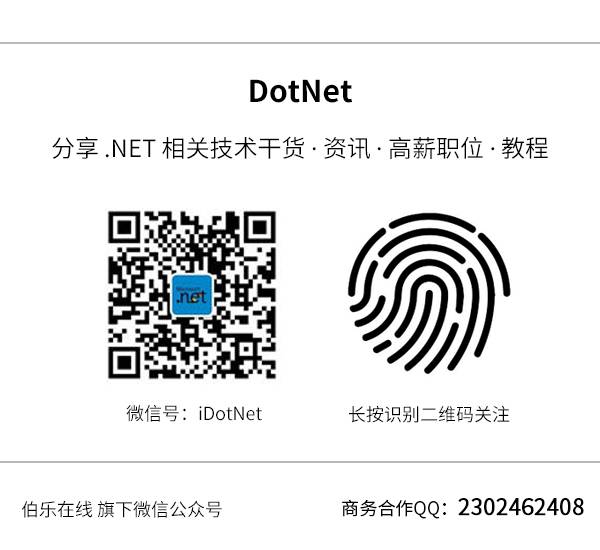 DotNet
分享 .NET 相关技术干货 · 资讯 · 高薪职位 · 教程
Microsoft
.net
微信号：iDotNet
长按识别二维码关注
伯乐在线 旗下微信公众号
商务合作QQ：2302462408